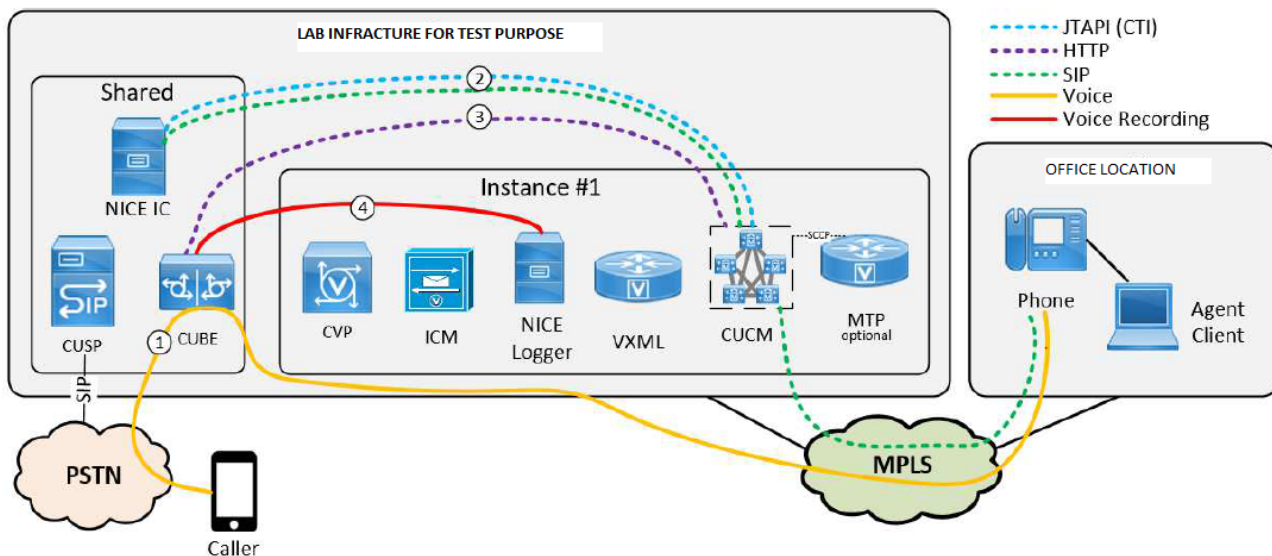 LAB INFRACTURE FOR TEST PURPOSE
JTAPI (CTI)
HTTP
SIP
Voice
Voice Recording
Shared
2
3
NICE IC
Instance #1
4
OFFICE LOCATION
SIP
V
V
V
V
SCCP
CUSP
1
CUBE
CVP
ICM
NICE
Logger
VXML
CUCM
MTP
optional
Phone
Agent
Client
SIP
PSTN
MPLS
Caller